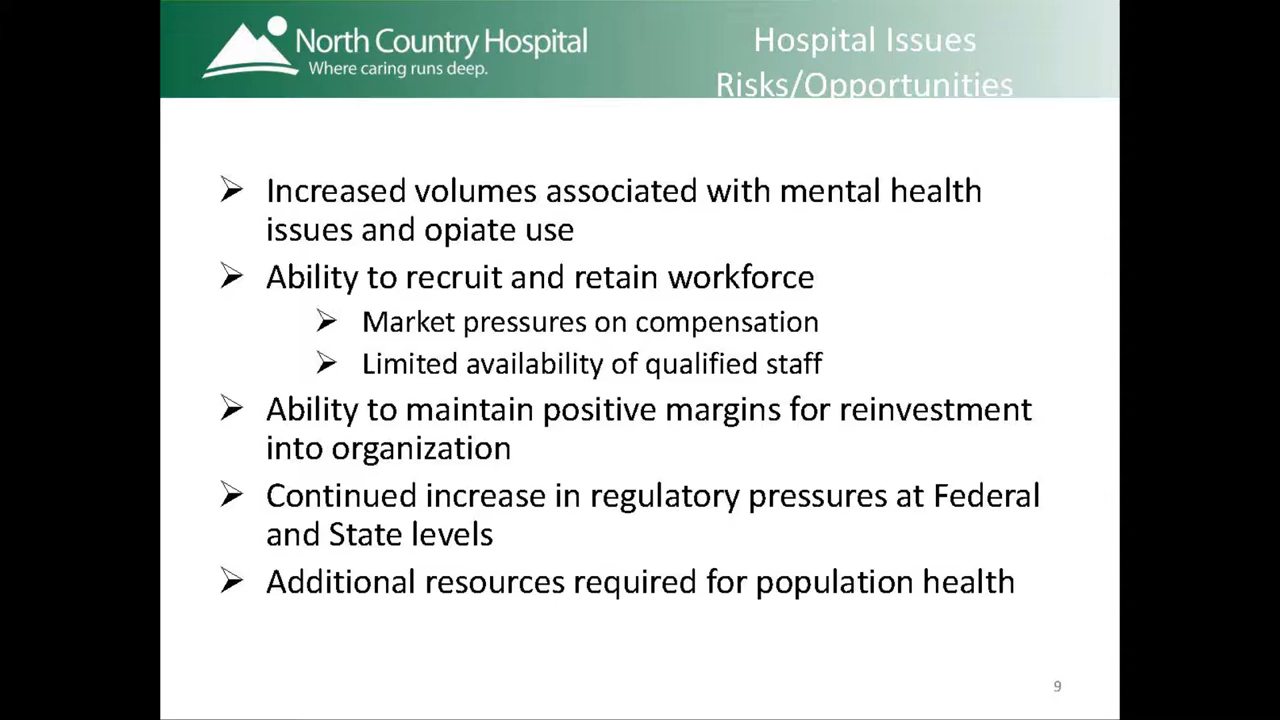 North Country Hospital
Where caring runs deep.
Hospital Issues
Risks/Opportunities
Increased volumes associated with mental health
issues and opiate use
Ability to recruit and retain workforce
Market pressures on compensation
Limited availability of qualified staff
Ability to maintain positive margins for reinvestment
into organization
Continued increase in regulatory pressures at Federal
and State levels
Additional resources required for population health
9